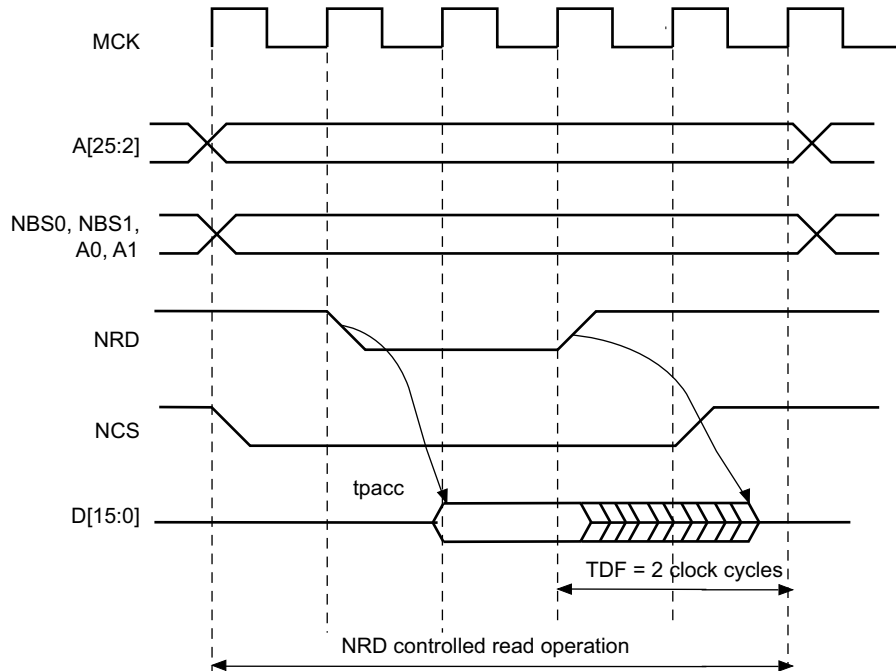 MCK
A[25:2]
NBS0, NBS1,
A0, A1
NRD
NCS
tpacc
D[15:0]
TDF = 2 clock cycles
NRD controlled read operation